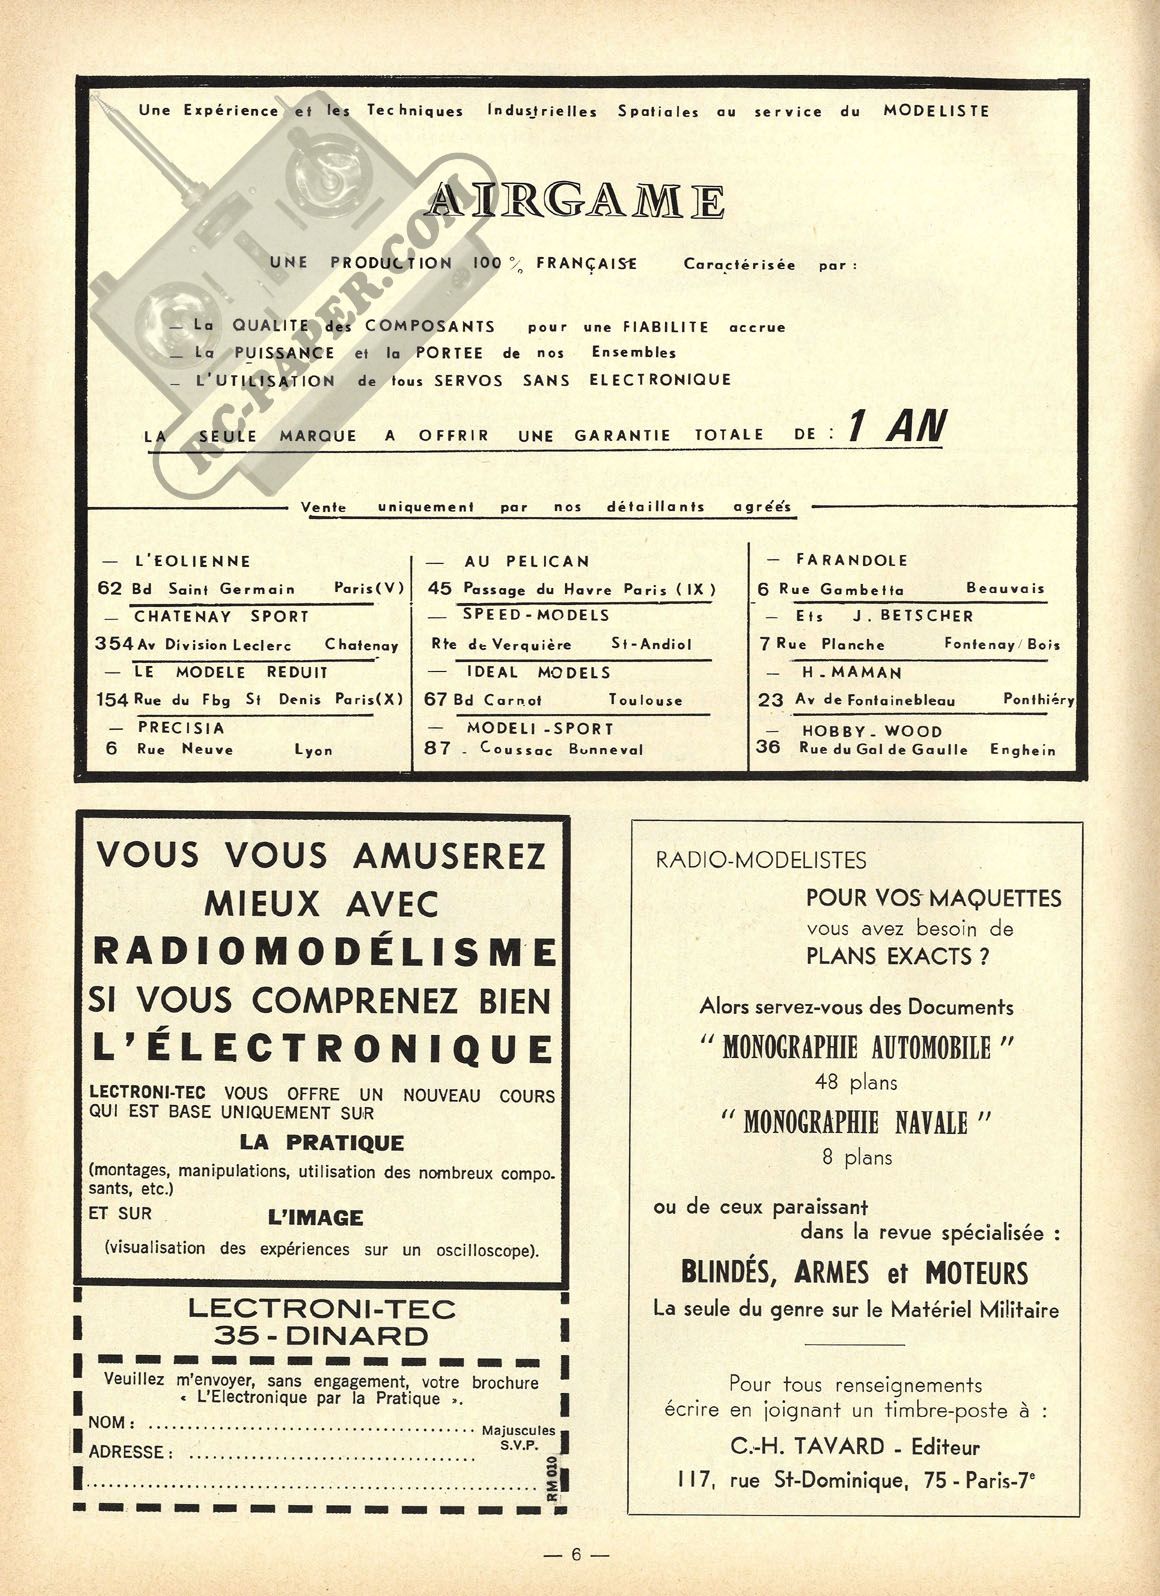 Une Expérience et les Techniques Industrielles Spatiales au service du MODELISTE
AIRGAME
UNE PRODUCTION 100 % FRANÇAISE Caractérisée par :
— La QUALITE des COMPOSANTS pour une FIABILITE accrue
— La PUISSANCE et la PORTEE de nos Ensembles
— L'UTILISATION de tous SERVOS SANS ELECTRONIQUE
LA SEULE MARQUE A OFFRIR UNE GARANTIE TOTALE DE : 1 AN
RC-PAPER.COM
Vente uniquement par nos détaillants agréés
— L'EOLIENNE
62 Bd Saint Germain Paris(V)
— CHATENAY SPORT
354 Av Division Leclerc Chatenay
— LE MODELE REDUIT
154 Rue du Fbg St Denis Paris(X)
— PRECISIA
6 Rue Neuve Lyon
— AU PELICAN
45 Passage du Havre Paris (IX)
— SPEED-MODELS
Rte de Verquière St-Andiol
— IDEAL MODELS
67 Bd Carnot Toulouse
— MODELI-SPORT
87 - Coussac Bonneval
— FARANDOLE
6 Rue Gambetta Beauvais
— Ets J. BETSCHER
7 Rue Planche Fontenay/Bois
— H.MAMAN
23 Av de Fontainebleau Ponthiéry
— HOBBY-WOOD
36 Rue du Gal de Gaulle Enghein
VOUS VOUS AMUSEREZ
MIEUX AVEC
RADIOMODÉLISME
SI VOUS COMPRENEZ BIEN
L'ÉLECTRONIQUE
LECTRONI-TEC VOUS OFFRE UN NOUVEAU COURS
QUI EST BASE UNIQUEMENT SUR
LA PRATIQUE
(montages, manipulations, utilisation des nombreux compo-
sants, etc.)
ET SUR L'IMAGE
(visualisation des expériences sur un oscilloscope).
LECTRONI-TEC
35 - DINARD
Veuillez m'envoyer, sans engagement, votre brochure
« L'Electronique par la Pratique ».
NOM : ........................................ Majuscules
S.V.P.
ADRESSE : ........................................
........................................
RM 010
RADIO-MODELISTES
POUR VOS MAQUETTES
vous avez besoin de
PLANS EXACTS ?
Alors servez-vous des Documents
" MONOGRAPHIE AUTOMOBILE "
48 plans
" MONOGRAPHIE NAVALE "
8 plans
ou de ceux paraissant
dans la revue spécialisée :
BLINDÉS, ARMES et MOTEURS
La seule du genre sur le Matériel Militaire
Pour tous renseignements
écrire en joignant un timbre-poste à :
C.-H. TAVARD - Editeur
117, rue St-Dominique, 75 - Paris-7e
— 6 —